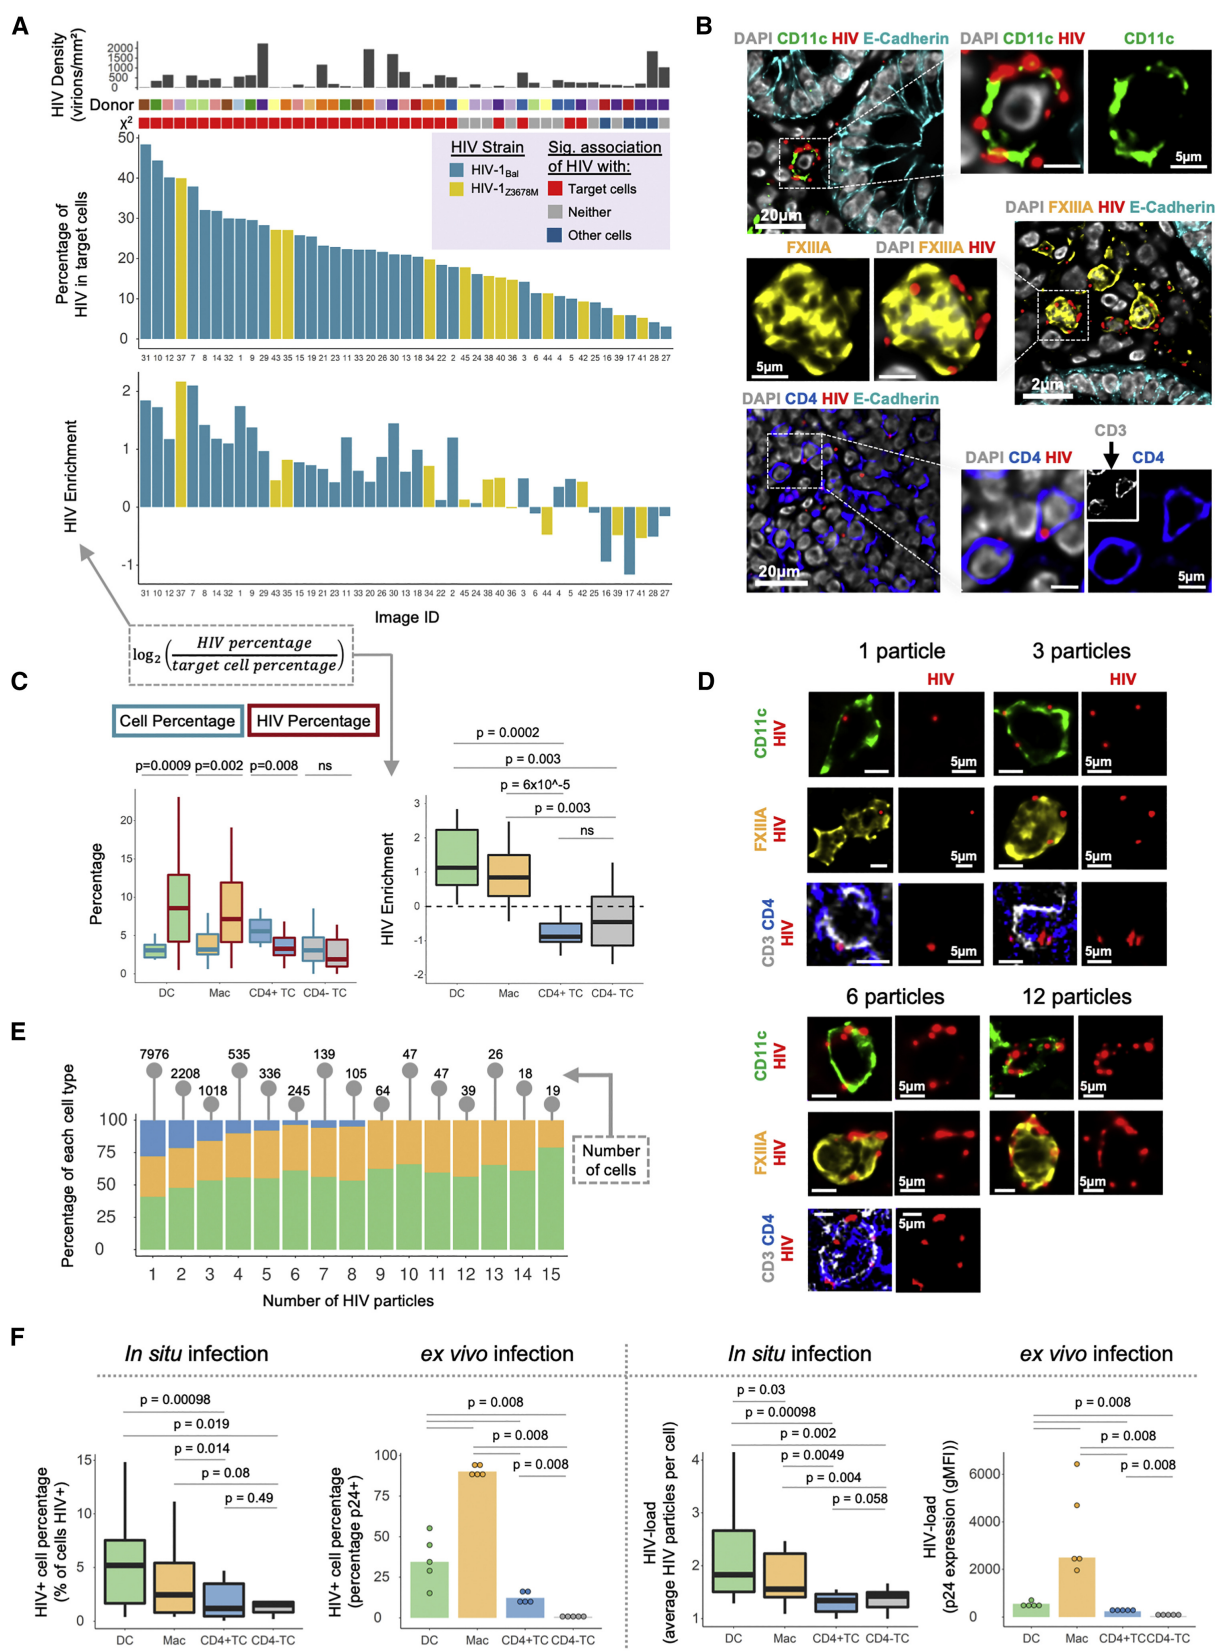 A
HIV Density
(virions/mm²)
2000
1500
1000
500
0
Donor
χ²
Percentage of
HIV in target cells
50
40
30
20
10
0
HIV Strain
HIV-1Bal
HIV-1Z3678M
Sig. association
of HIV with:
Target cells
Neither
Other cells
31 10 12 37 7 8 14 32 1 9 29 43 35 15 19 21 23 11 33 20 26 30 13 18 34 22 2 45 24 38 40 36 3 6 44 4 5 42 25 16 39 17 41 28 27
HIV Enrichment
2
1
0
-1
31 10 12 37 7 8 14 32 1 9 29 43 35 15 19 21 23 11 33 20 26 30 13 18 34 22 2 45 24 38 40 36 3 6 44 4 5 42 25 16 39 17 41 28 27
Image ID
log2 (HIV percentage / target cell percentage)
B
DAPI CD11c HIV E-Cadherin
20μm
DAPI CD11c HIV
CD11c
5μm
DAPI FXIIIA HIV E-Cadherin
2μm
FXIIIA
5μm
DAPI FXIIIA HIV
DAPI CD4 HIV E-Cadherin
20μm
DAPI CD4 HIV
CD3
CD4
5μm
C
Cell Percentage
HIV Percentage
p=0.0009 p=0.002 p=0.008 ns
Percentage
20
15
10
5
0
DC Mac CD4+ TC CD4- TC
p = 0.0002
p = 0.003
p = 6x10^-5
p = 0.003
ns
HIV Enrichment
3
2
1
0
-1
-2
DC Mac CD4+ TC CD4- TC
D
1 particle
3 particles
HIV
HIV
CD11c
HIV
5μm
5μm
FXIIIA
HIV
5μm
5μm
CD3 CD4
HIV
5μm
5μm
6 particles
12 particles
CD11c
HIV
5μm
5μm
FXIIIA
HIV
5μm
5μm
CD3 CD4
HIV
5μm
E
7976 2208 1018 535 336 245 139 105 64 47 47 39 26 18 19
Number
of cells
Percentage of each cell type
100
75
50
25
0
1 2 3 4 5 6 7 8 9 10 11 12 13 14 15
Number of HIV particles
F
In situ infection
p = 0.00098
p = 0.019
p = 0.014
p = 0.08
p = 0.49
HIV+ cell percentage
(% of cells HIV+)
15
10
5
0
DC Mac CD4+TC CD4-TC
ex vivo infection
p = 0.008
p = 0.008
p = 0.008
HIV+ cell percentage
(percentage p24+)
100
75
50
25
0
DC Mac CD4+TC CD4-TC
In situ infection
p = 0.03
p = 0.00098
p = 0.002
p = 0.0049
p = 0.004
p = 0.058
HIV-load
(average HIV particles per cell)
4
3
2
1
DC Mac CD4+TC CD4-TC
ex vivo infection
p = 0.008
p = 0.008
p = 0.008
HIV-load
(p24 expression (gMFI))
6000
4000
2000
0
DC Mac CD4+TC CD4-TC